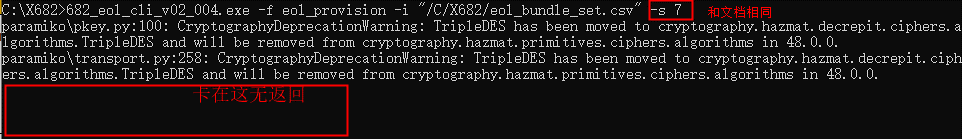 C:\X682>682_eol_cli_v02_004.exe -f eol_provision -i "/C/X682/eol_bundle_set.csv" -s 7 和文档相同
paramiko\pkey.py:100: CryptographyDeprecationWarning: TripleDES has been moved to cryptography.hazmat.decrepit.ciphers.a
lgorithms.TripleDES and will be removed from cryptography.hazmat.primitives.ciphers.algorithms in 48.0.0.
paramiko\transport.py:258: CryptographyDeprecationWarning: TripleDES has been moved to cryptography.hazmat.decrepit.ciph
ers.algorithms.TripleDES and will be removed from cryptography.hazmat.primitives.ciphers.algorithms in 48.0.0.
卡在这无返回